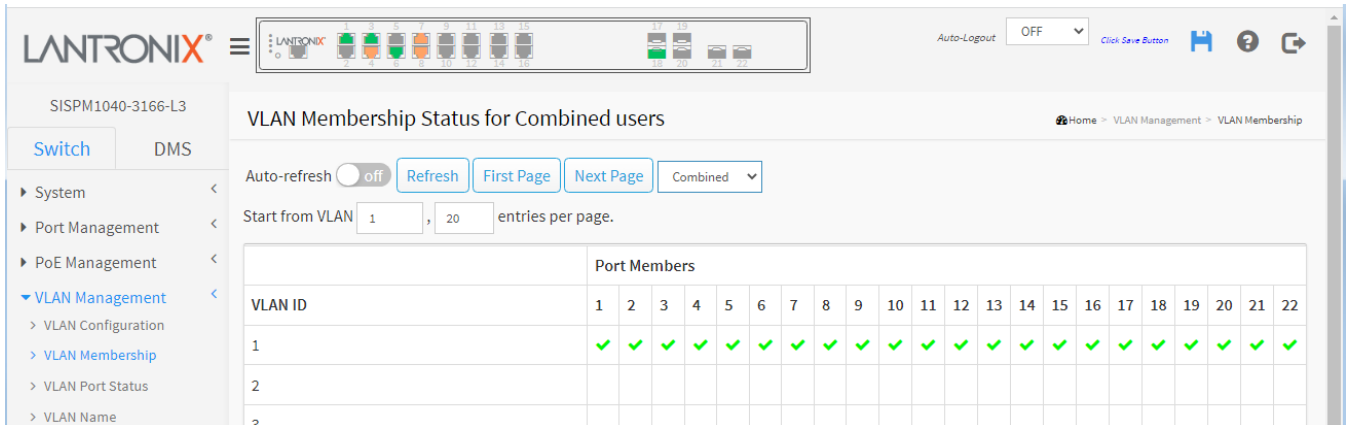 LANTRONIX®
LANTRONIX
1 3 5 7 9 11 13 15 17 19
2 4 6 8 10 12 14 16 18 20 21 22
Auto-Logout OFF Click Save Button
SISPM1040-3166-L3
Switch DMS
System
Port Management
PoE Management
VLAN Management
VLAN Configuration
VLAN Membership
VLAN Port Status
VLAN Name
VLAN Membership Status for Combined users
Home > VLAN Management > VLAN Membership
Auto-refresh off Refresh First Page Next Page Combined
Start from VLAN 1 , 20 entries per page.
Port Members
VLAN ID 1 2 3 4 5 6 7 8 9 10 11 12 13 14 15 16 17 18 19 20 21 22
1
2